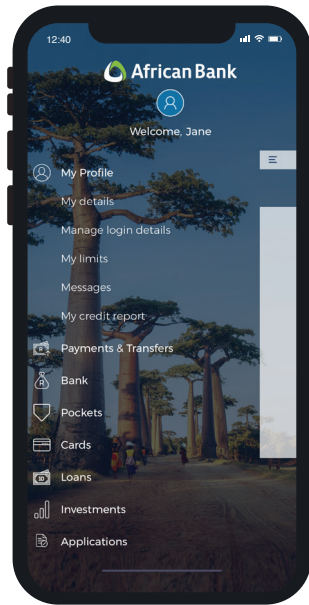 12:40
African Bank
Welcome, Jane
My Profile
My details
Manage login details
My limits
Messages
My credit report
Payments & Transfers
Bank
Pockets
Cards
Loans
Investments
Applications